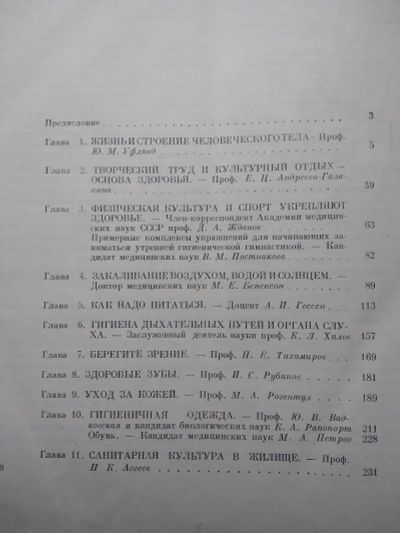 Предисловие 3
Глава 1. ЖИЗНЬ И СТРОЕНИЕ ЧЕЛОВЕЧЕСКОГО ТЕЛА — Проф.
Ю. М. Уфлянд 5
Глава 2. ТВОРЧЕСКИЙ ТРУД И КУЛЬТУРНЫЙ ОТДЫХ —
ОСНОВА ЗДОРОВЬЯ. — Проф. Е. Ц. Андреева-Гала-
нина 39
Глава 3. ФИЗИЧЕСКАЯ КУЛЬТУРА И СПОРТ УКРЕПЛЯЮТ
ЗДОРОВЬЕ. — Член-корреспондент Академии медицин-
ских наук СССР проф. Д. А. Жданов 63
Примерные комплексы упражнений для начинающих за-
ниматься утренней гигиенической гимнастикой. — Кан-
дидат медицинских наук В. М. Постникова 82
Глава 4. ЗАКАЛИВАНИЕ ВОЗДУХОМ, ВОДОЙ И СОЛНЦЕМ. —
Доктор медицинских наук М. Е. Бененсон 89
Глава 5. КАК НАДО ПИТАТЬСЯ. — Доцент А. И. Гессен 113
Глава 6. ГИГИЕНА ДЫХАТЕЛЬНЫХ ПУТЕЙ И ОРГАНА СЛУ-
ХА. — Заслуженный деятель науки проф. К. Л. Хилов 157
Глава 7. БЕРЕГИТЕ ЗРЕНИЕ. — Проф. П. Е. Тихомиров 169
Глава 8. ЗДОРОВЫЕ ЗУБЫ. — Проф. И. С. Рубинов 181
Глава 9. УХОД ЗА КОЖЕЙ. — Проф. М. А. Розентул 189
Глава 10. ГИГИЕНИЧНАЯ ОДЕЖДА. — Проф. Ю. В. Вад-
ковская и кандидат биологических наук К. А. Рапопорт 211
Обувь. — Кандидат медицинских наук М. А. Петров 228
Глава 11. САНИТАРНАЯ КУЛЬТУРА В ЖИЛИЩЕ. — Проф.
П. К. Аггеев 231